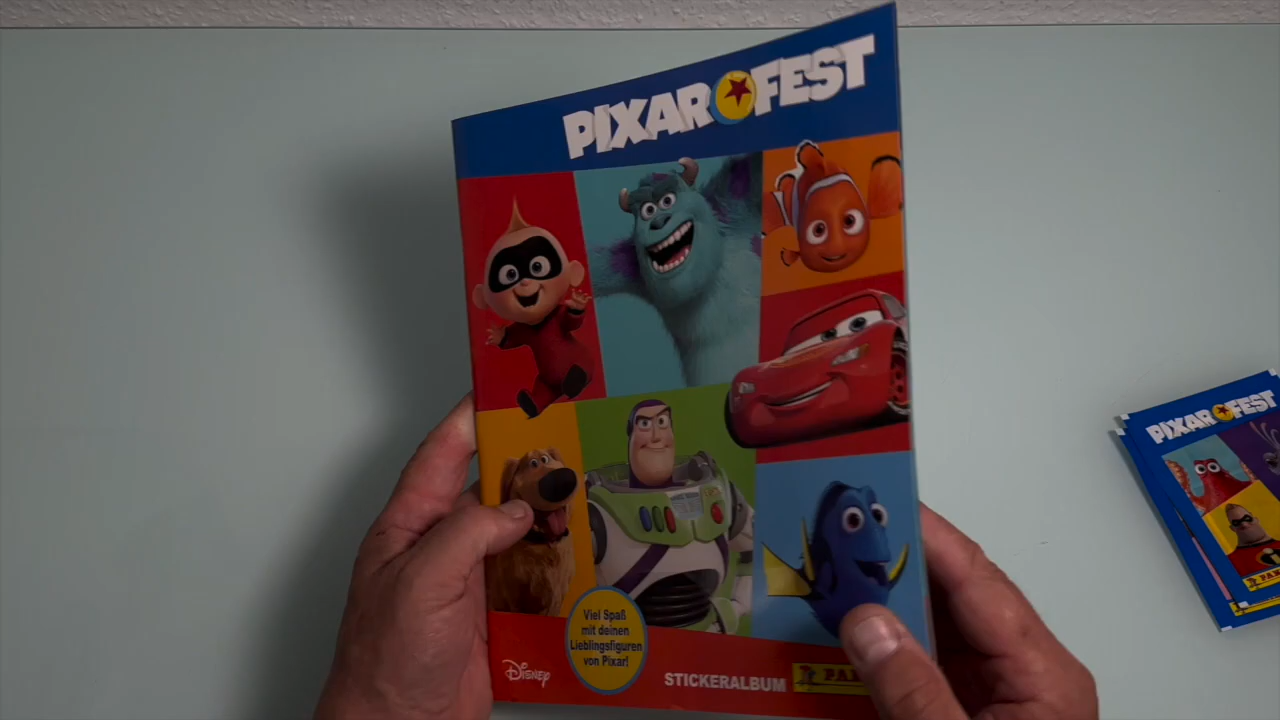 PIXAR FEST
Viel Spaß
mit deinen
Lieblingsfiguren
von Pixar!
DISNEY
STICKERALBUM
PIXAR FEST